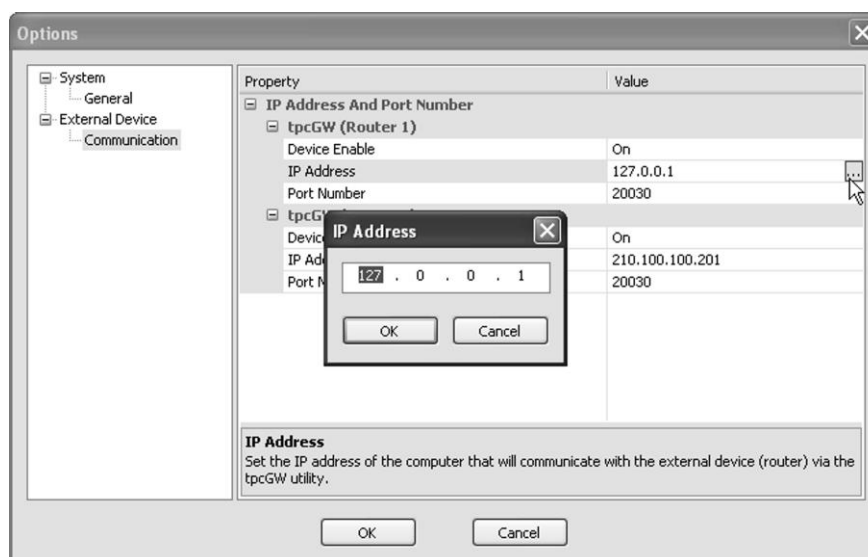 Options
System
General
External Device
Communication
Property Value
IP Address And Port Number
tpcGW (Router 1)
Device Enable On
IP Address 127.0.0.1 ...
Port Number 20030
On
210.100.100.201
20030
IP Address
127 . 0 . 0 . 1
OK Cancel
IP Address
Set the IP address of the computer that will communicate with the external device (router) via the
tpcGW utility.
OK Cancel